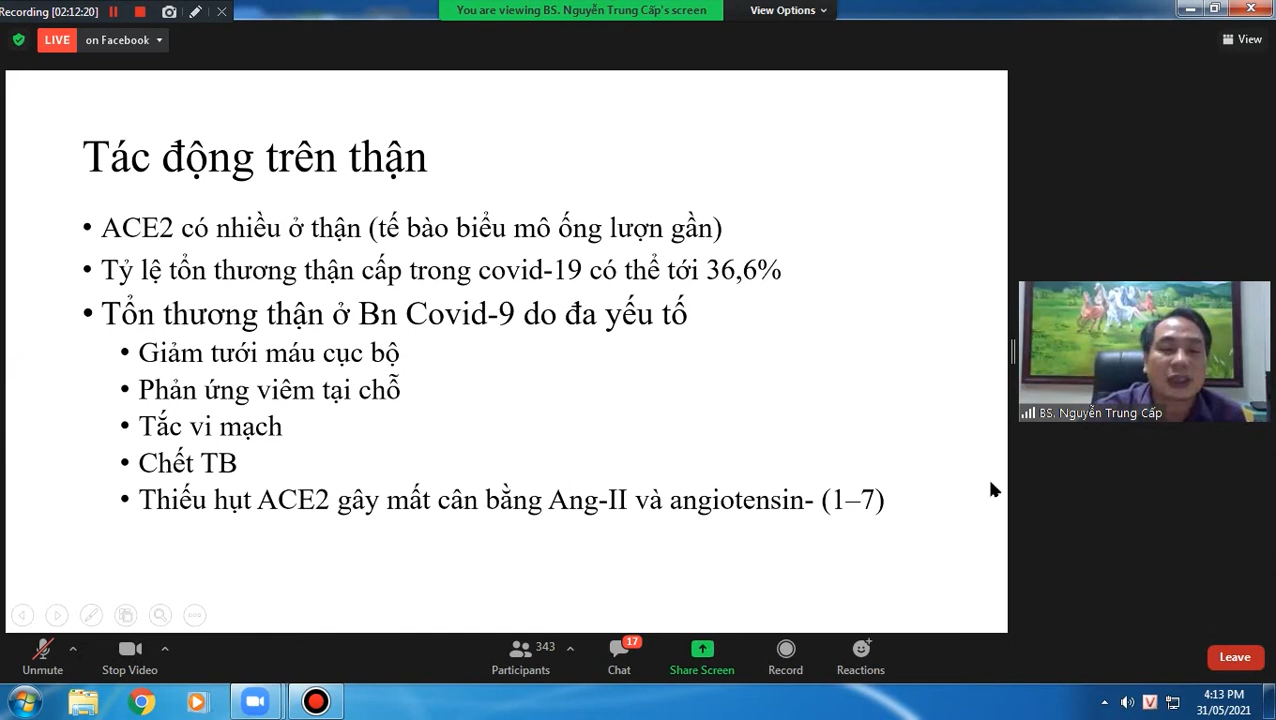 Recording [02:12:20]
You are viewing BS. Nguyễn Trung Cấp's screen
View Options
LIVE on Facebook
View
Tác động trên thận
• ACE2 có nhiều ở thận (tế bào biểu mô ống lượn gần)
• Tỷ lệ tổn thương thận cấp trong covid-19 có thể tới 36,6%
• Tổn thương thận ở Bn Covid-9 do đa yếu tố
• Giảm tưới máu cục bộ
• Phản ứng viêm tại chỗ
• Tắc vi mạch
• Chết TB
• Thiếu hụt ACE2 gây mất cân bằng Ang-II và angiotensin- (1–7)
BS. Nguyễn Trung Cấp
Unmute
Stop Video
343
Participants
17
Chat
Share Screen
Record
Reactions
Leave
V
4:13 PM
31/05/2021